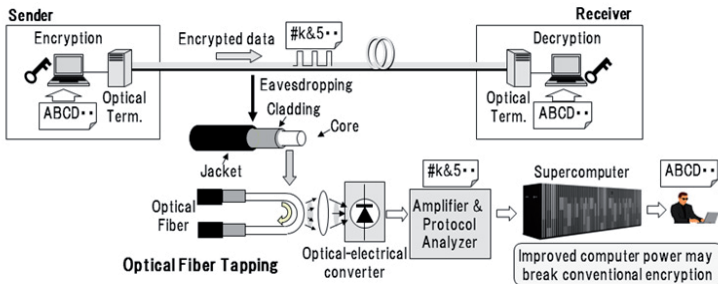 Sender
Receiver
Encryption
Encrypted data
#k&5··
Decryption
Optical
Term.
ABCD··
Eavesdropping
Optical
Term.
ABCD··
Cladding
Core
Jacket
#k&5··
Supercomputer
ABCD··
Optical
Fiber
Amplifier &
Protocol
Analyzer
Optical Fiber Tapping
Optical-electrical
converter
Improved computer power may
break conventional encryption